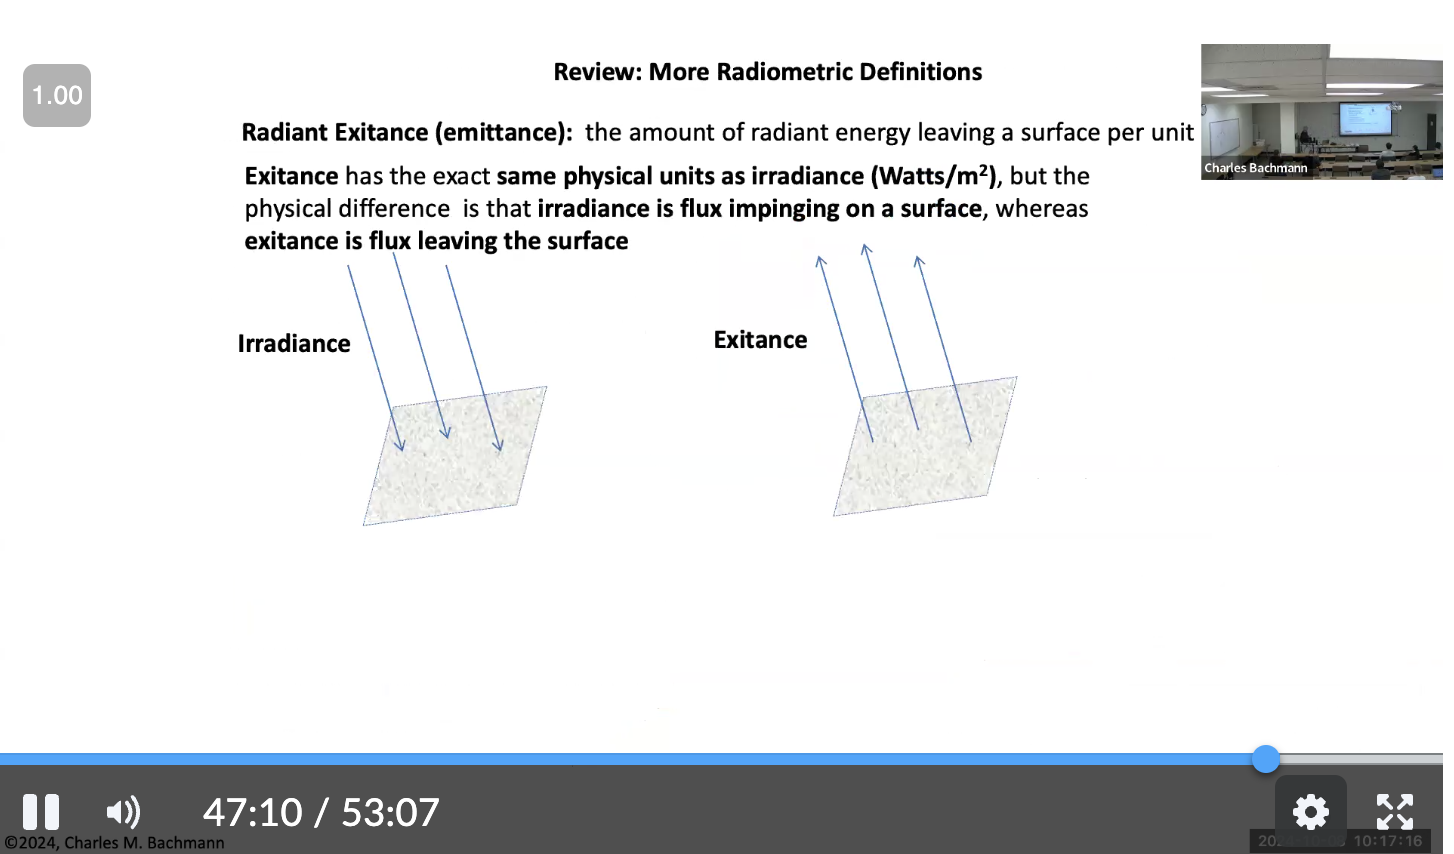 Review: More Radiometric Definitions
1.00
Radiant Exitance (emittance): the amount of radiant energy leaving a surface per unit
Charles Bachmann
Exitance has the exact same physical units as irradiance (Watts/m²), but the
physical difference is that irradiance is flux impinging on a surface, whereas
exitance is flux leaving the surface
Irradiance
Exitance
47:10 / 53:07
©2024, Charles M. Bachmann
10:17:16